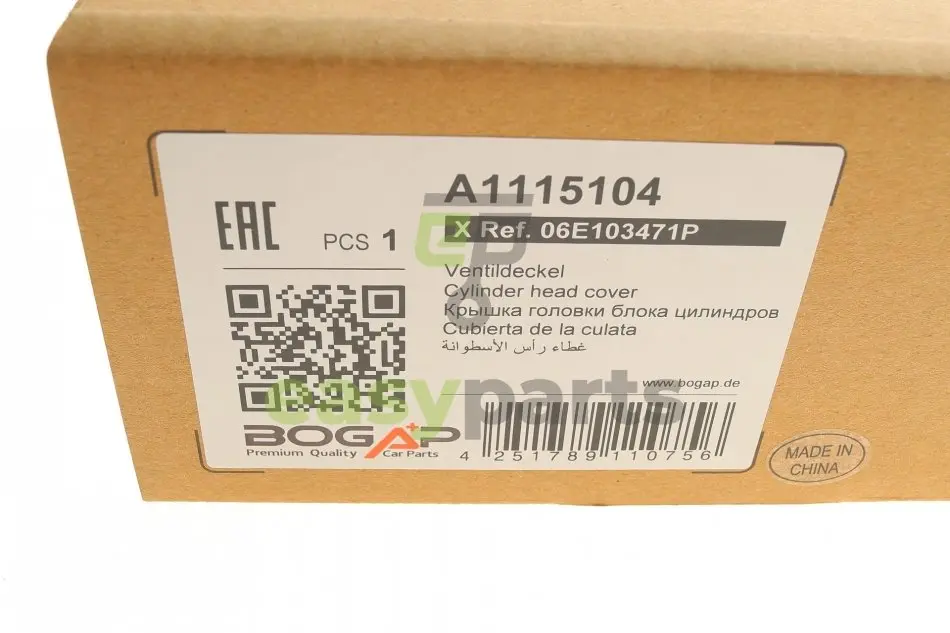 A1115104
EAC
PCS 1
X Ref. 06E103471P
Ventildeckel
Cylinder head cover
Крышка головки блока цилиндров
Cubierta de la culata
غطاء رأس الأسطوانة
easyparts
www.bogap.de
BOGAP
Premium Quality Car Parts
4 251789 110756
MADE IN
CHINA